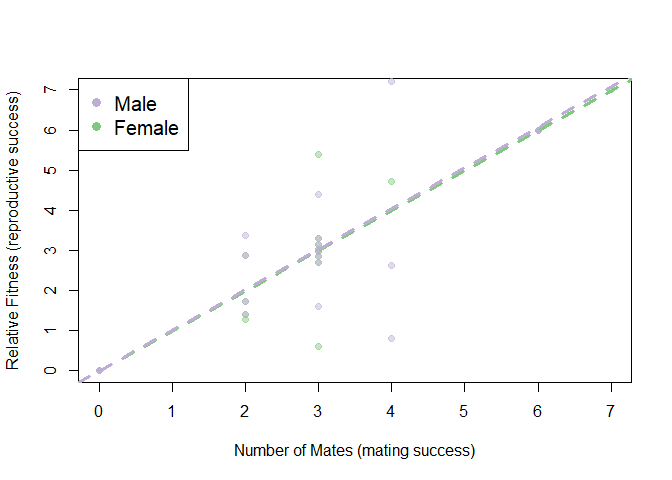 Male
Female
Relative Fitness (reproductive success)
7
6
5
4
3
2
1
0
0 1 2 3 4 5 6 7
Number of Mates (mating success)